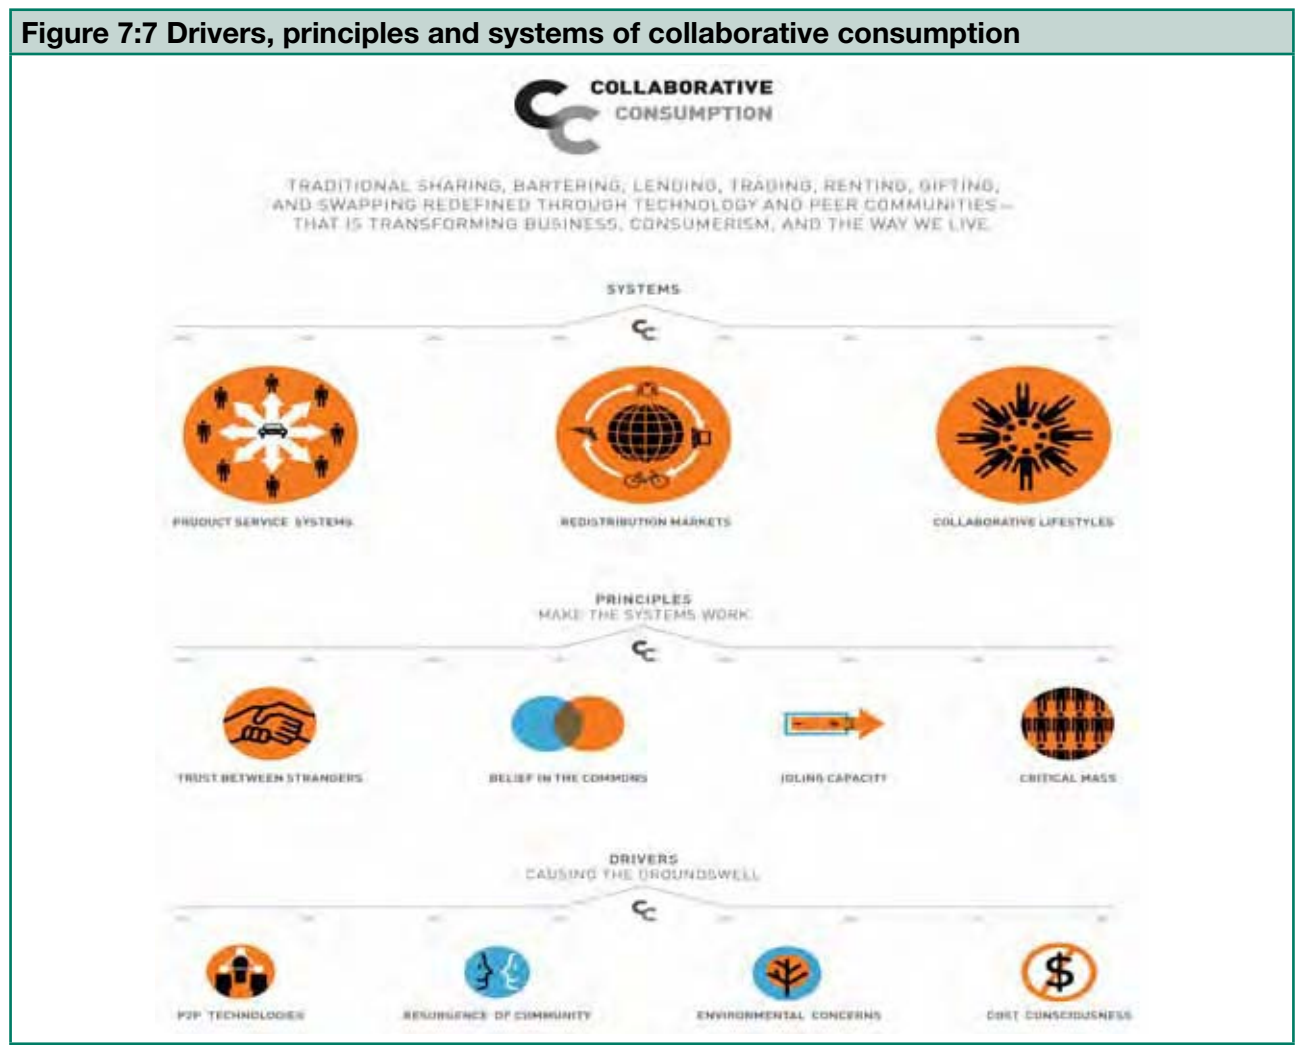 Figure 7:7 Drivers, principles and systems of collaborative consumption
COLLABORATIVE
CONSUMPTION
TRADITIONAL SHARING, BARTERING, LENDING, TRADING, RENTING, GIFTING,
AND SWAPPING REDEFINED THROUGH TECHNOLOGY AND PEER COMMUNITIES—
THAT IS TRANSFORMING BUSINESS, CONSUMERISM, AND THE WAY WE LIVE.
SYSTEMS
PRODUCT SERVICE SYSTEMS
REDISTRIBUTION MARKETS
COLLABORATIVE LIFESTYLES
PRINCIPLES
MAKE THE SYSTEMS WORK
TRUST BETWEEN STRANGERS
BELIEF IN THE COMMONS
IDLING CAPACITY
CRITICAL MASS
DRIVERS
CAUSING THE GROUNDSWELL
P2P TECHNOLOGIES
RESURGENCE OF COMMUNITY
ENVIRONMENTAL CONCERNS
$
COST CONSCIOUSNESS